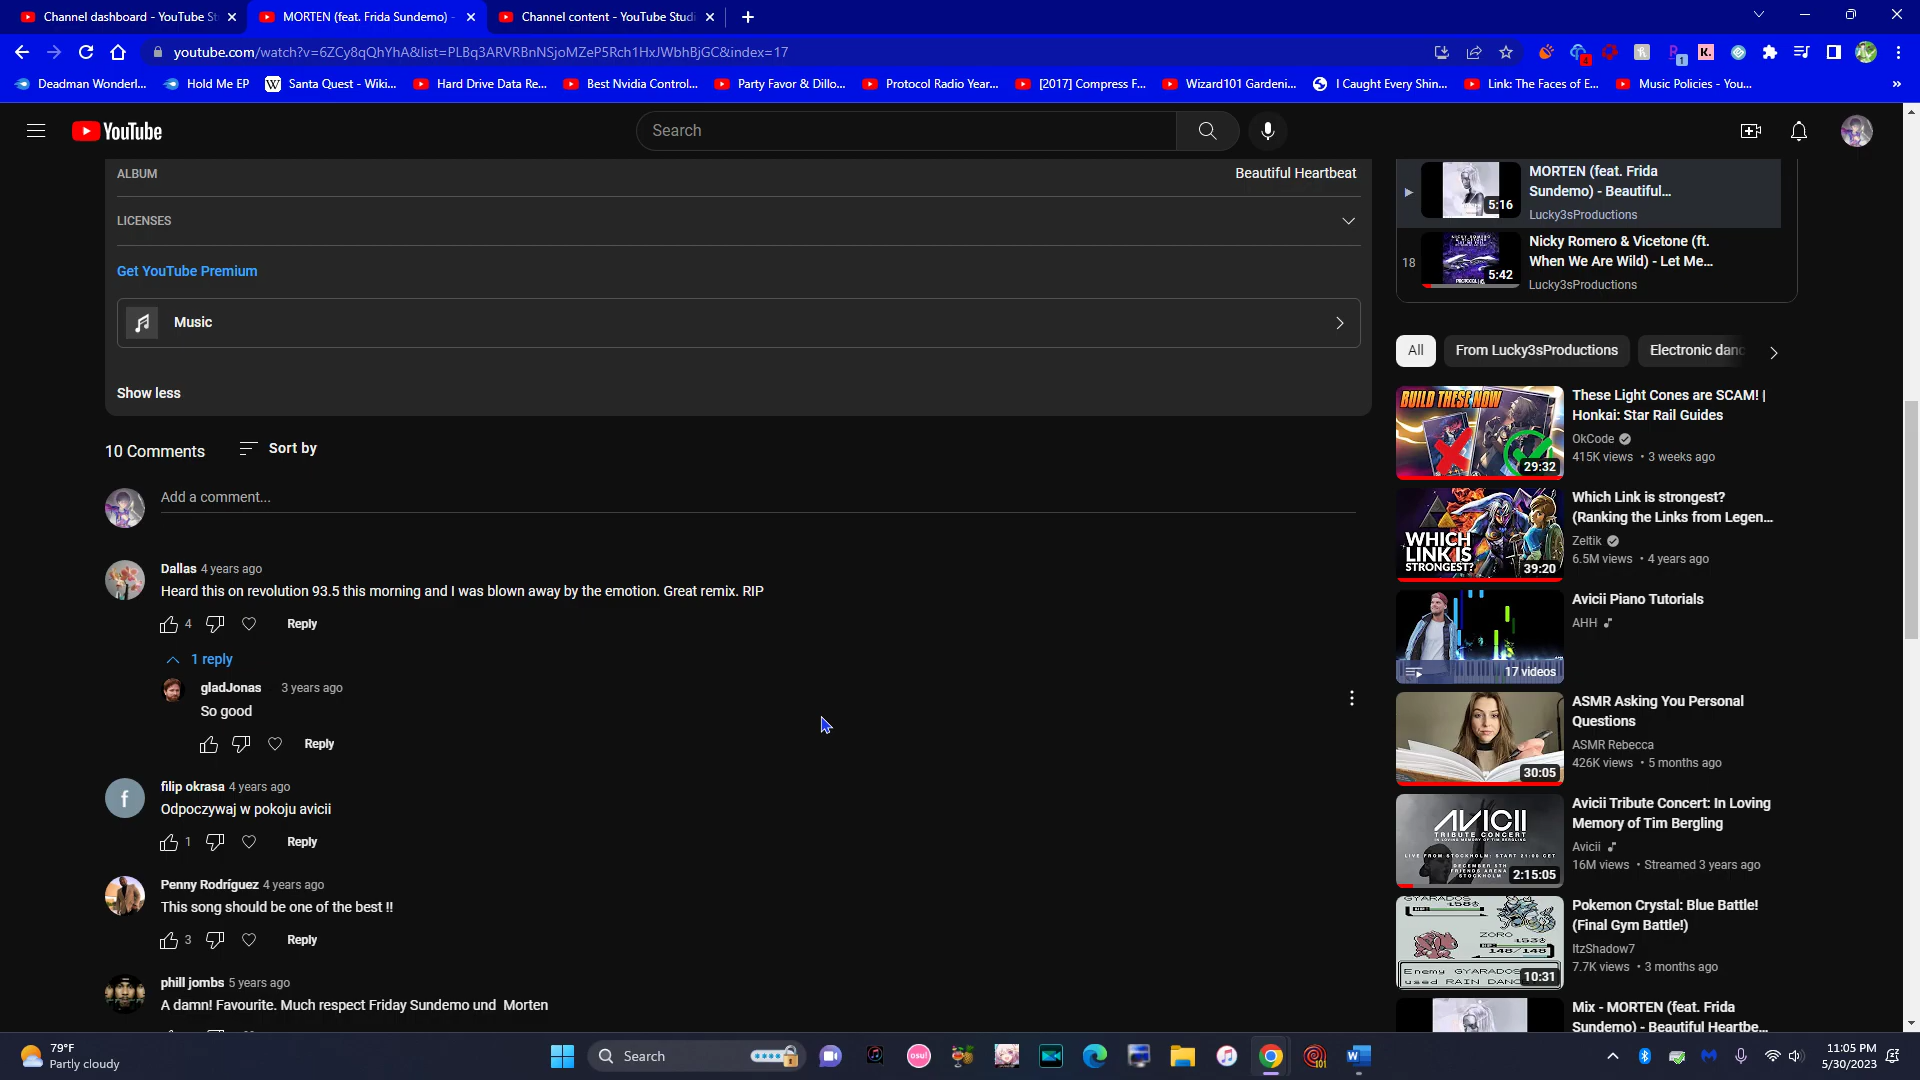 Channel dashboard - YouTube St
MORTEN (feat. Frida Sundemo) -
Channel content - YouTube Studi
youtube.com/watch?v=6ZCy8qQhYhA&list=PLBq3ARVRBnNSjoMZeP5Rch1HxJWbhBjGC&index=17
Deadman Wonderl...
Hold Me EP
Santa Quest - Wiki...
Hard Drive Data Re...
Best Nvidia Control...
Party Favor & Dillo...
Protocol Radio Year...
[2017] Compress F...
Wizard101 Gardeni...
I Caught Every Shin...
Link: The Faces of E...
Music Policies - You...
YouTube
Search
ALBUM
Beautiful Heartbeat
LICENSES
Get YouTube Premium
Music
Show less
10 Comments
Sort by
Add a comment...
Dallas 4 years ago
Heard this on revolution 93.5 this morning and I was blown away by the emotion. Great remix. RIP
4
Reply
1 reply
gladJonas 3 years ago
So good
Reply
filip okrasa 4 years ago
Odpoczywaj w pokoju avicii
1
Reply
Penny Rodríguez 4 years ago
This song should be one of the best !!
3
Reply
phill jombs 5 years ago
A damn! Favourite. Much respect Friday Sundemo und Morten
MORTEN (feat. Frida
Sundemo) - Beautiful...
Lucky3sProductions
5:16
18
Nicky Romero & Vicetone (ft.
When We Are Wild) - Let Me...
Lucky3sProductions
5:42
All
From Lucky3sProductions
Electronic danc
BUILD THESE NOW
29:32
These Light Cones are SCAM! |
Honkai: Star Rail Guides
OkCode
415K views • 3 weeks ago
WHICH
LINK IS
STRONGEST?
39:20
Which Link is strongest?
(Ranking the Links from Legen...
Zeltik
6.5M views • 4 years ago
17 videos
Avicii Piano Tutorials
AHH
30:05
ASMR Asking You Personal
Questions
ASMR Rebecca
426K views • 5 months ago
AVICII
TRIBUTE CONCERT
2:15:05
Avicii Tribute Concert: In Loving
Memory of Tim Bergling
Avicii
16M views • Streamed 3 years ago
GYARADOS
ZORO
148/148
Enemy GYARADOS
used RAIN DANC
10:31
Pokemon Crystal: Blue Battle!
(Final Gym Battle!)
ItzShadow7
7.7K views • 3 months ago
Mix - MORTEN (feat. Frida
Sundemo) - Beautiful Heartbe...
79°F
Partly cloudy
Search
11:05 PM
5/30/2023